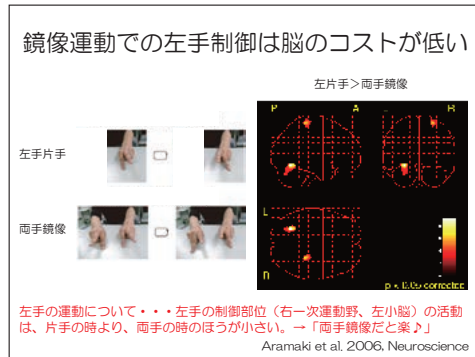 鏡像運動での左手制御は脳のコストが低い
左片手＞両手鏡像
P A R
左手片手
両手鏡像
L
R
p < 0.05 corrected
左手の運動について・・・左手の制御部位（右一次運動野、左小脳）の活動
は、片手の時より、両手の時のほうが小さい。→「両手鏡像だと楽♪」
Aramaki et al. 2006. Neuroscience